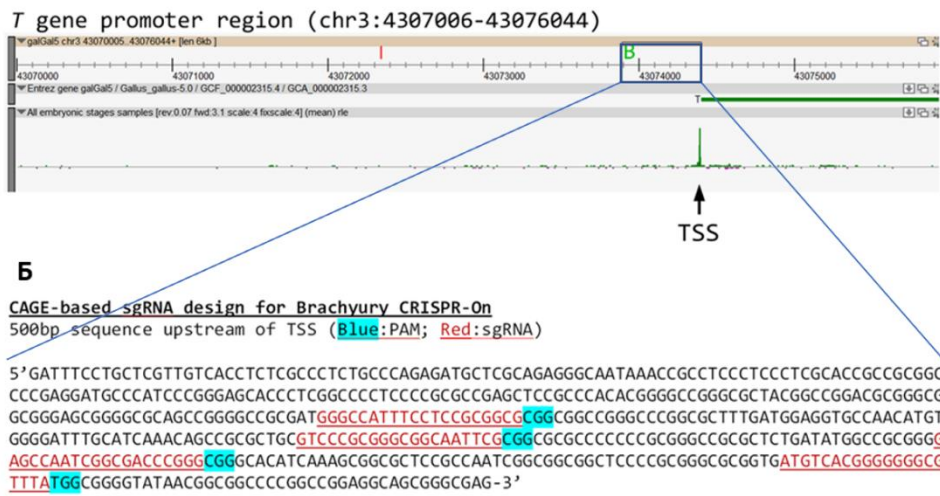 T gene promoter region (chr3:4307006-43076044)
galGal5 chr3 43070005..43076044+ [len 6kb ]
B
43070000 43071000 43072000 43073000 43074000 43075000
Entrez gene galGal5 / Gallus_gallus-5.0 / GCF_000002315.4 / GCA_000002315.3
T
All embryonic stages samples [rev:0.07 fwd:3.1 scale:4 fixscale:4] (mean) rle
TSS
Б
CAGE-based sgRNA design for Brachyury CRISPR-On
500bp sequence upstream of TSS (Blue:PAM; Red:sgRNA)
5’GATTTCCTGCTCGTTGTCACCTCTCGCCCTCTGCCCAGAGATGCTCGCAGAGGGCAATAAACCGCCTCCCTCCCTCGCACCGCCGCGGC
CCCGAGGATGCCCATCCCGGGAGCACCCTCGGCCCCTCCCCGCGCCGAGCTCCGCCCACACGGGGCCGGGCGCTACGGCCGGACGCGGGCG
GCGGGAGCGGGGCGCAGCCGGGGCCGCGATGGGCCATTTCCTCCGCGGCGCGGCGGCCGGGCCCGGCGCTTTGATGGAGGTGCCAACATGT
GGGGATTTGCATCAAACAGCCGCGCTGCGTCCCGCGGGCGGCAATTCGCGGCGCGCCCCCCCGCGGGCCGCGCTCTGATATGGCCGCGGGG
AGCCAATCGGCGACCCGGGCGGGCACATCAAAGCGGCGCTCCGCCAATCGGCGGCGGCTCCCCGCGGGCGCGGTGATGTCACGGGGGGGCG
TTTATGGCGGGGTATAACGGCGGCCCCGGCCGGAGGCAGCGGGCGAG-3’